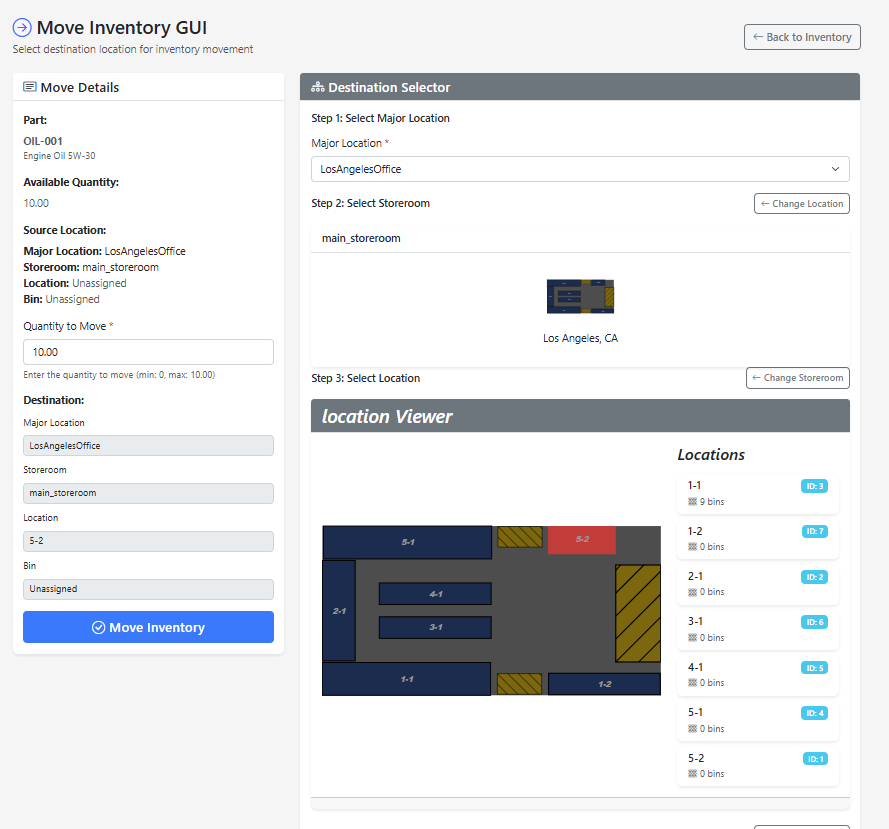 Move Inventory GUI
Select destination location for inventory movement
← Back to Inventory
Move Details
Part:
OIL-001
Engine Oil 5W-30
Available Quantity:
10.00
Source Location:
Major Location: LosAngelesOffice
Storeroom: main_storeroom
Location: Unassigned
Bin: Unassigned
Quantity to Move *
10.00
Enter the quantity to move (min: 0, max: 10.00)
Destination:
Major Location
LosAngelesOffice
Storeroom
main_storeroom
Location
5-2
Bin
Unassigned
Move Inventory
Destination Selector
Step 1: Select Major Location
Major Location *
LosAngelesOffice
Step 2: Select Storeroom
← Change Location
main_storeroom
Los Angeles, CA
Step 3: Select Location
← Change Storeroom
location Viewer
5-1
5-2
2-1
4-1
3-1
1-1
1-2
Locations
1-1
ID: 3
9 bins
1-2
ID: 7
0 bins
2-1
ID: 2
0 bins
3-1
ID: 6
0 bins
4-1
ID: 5
0 bins
5-1
ID: 4
0 bins
5-2
ID: 1
0 bins